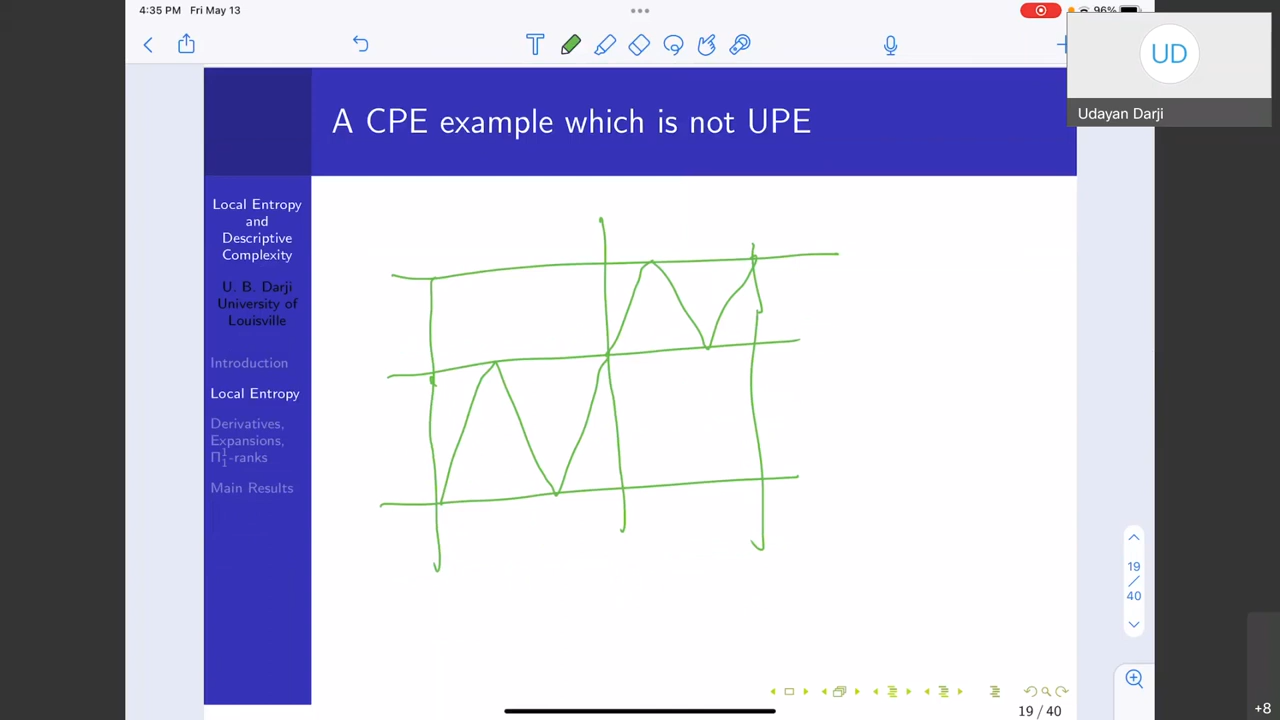 4:35 PM Fri May 13
96%
UD
Udayan Darji
A CPE example which is not UPE
Local Entropy
and
Descriptive
Complexity
U. B. Darji
University of
Louisville
Introduction
Local Entropy
Derivatives,
Expansions,
Π¹₁-ranks
Main Results
19
/
40
19 / 40
+8